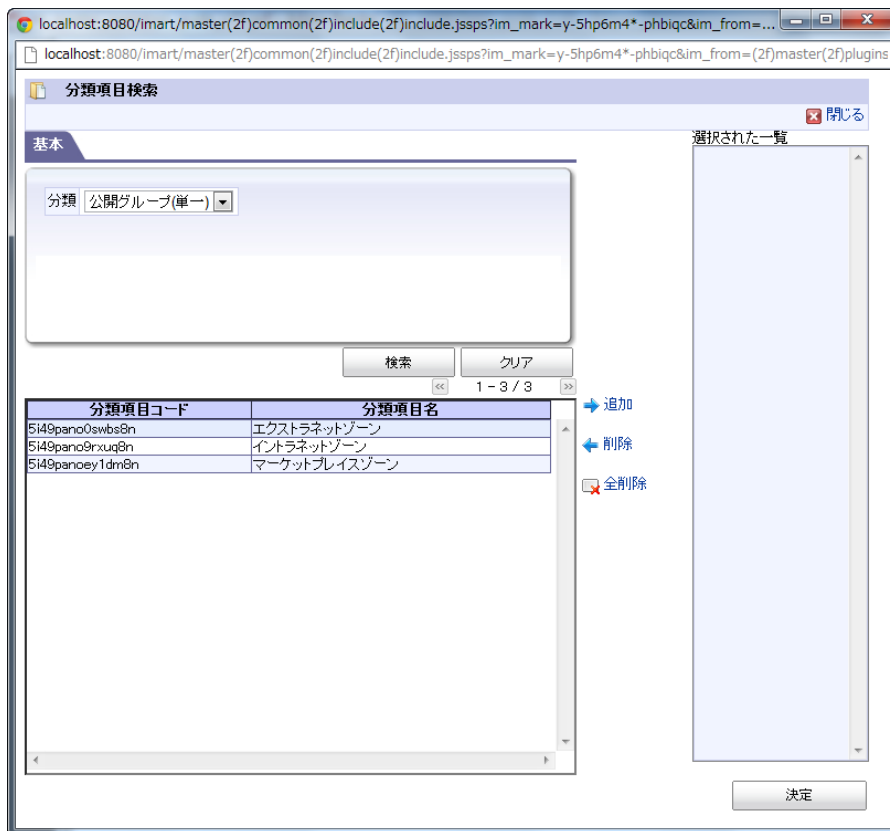 localhost:8080/imart/master(2f)common(2f)include(2f)include.jssps?im_mark=y-5hp6m4*-phbiqc&im_from=...
localhost:8080/imart/master(2f)common(2f)include(2f)include.jssps?im_mark=y-5hp6m4*-phbiqc&im_from=(2f)master(2f)plugins
分類項目検索
閉じる
基本
選択された一覧
分類 公開グループ(単一)
検索 クリア
1 - 3 / 3
分類項目コード 分類項目名
5i49pano0swbs8n エクストラネットゾーン
5i49pano9rxuq8n イントラネットゾーン
5i49panoey1dm8n マーケットプレイスゾーン
追加
削除
全削除
決定